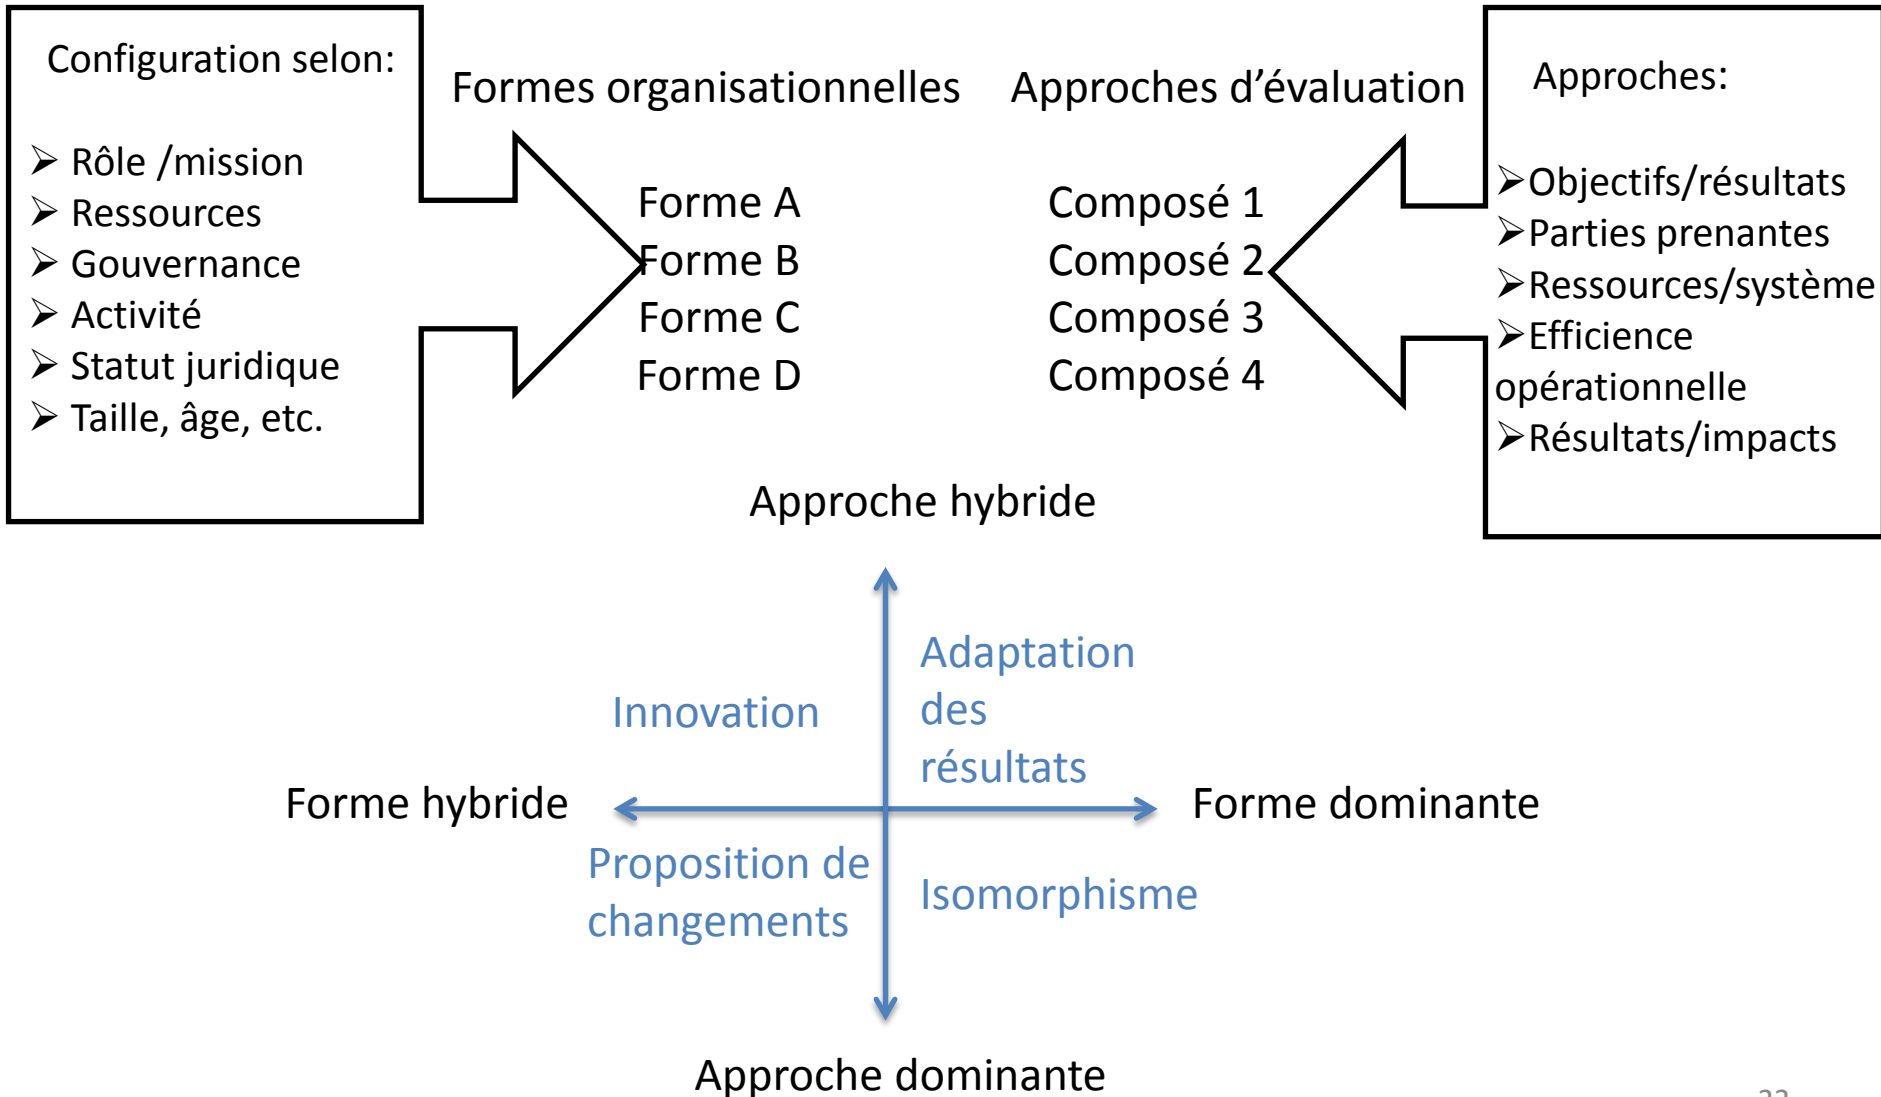 Configuration selon:
➢ Rôle /mission
➢ Ressources
➢ Gouvernance
➢ Activité
➢ Statut juridique
➢ Taille, âge, etc.
Formes organisationnelles
Forme A
Forme B
Forme C
Forme D
Approches d’évaluation
Composé 1
Composé 2
Composé 3
Composé 4
Approches:
➢Objectifs/résultats
➢Parties prenantes
➢Ressources/système
➢Efficience
opérationnelle
➢Résultats/impacts
Approche hybride
Innovation
Adaptation
des
résultats
Forme hybride
Forme dominante
Proposition de
changements
Isomorphisme
Approche dominante